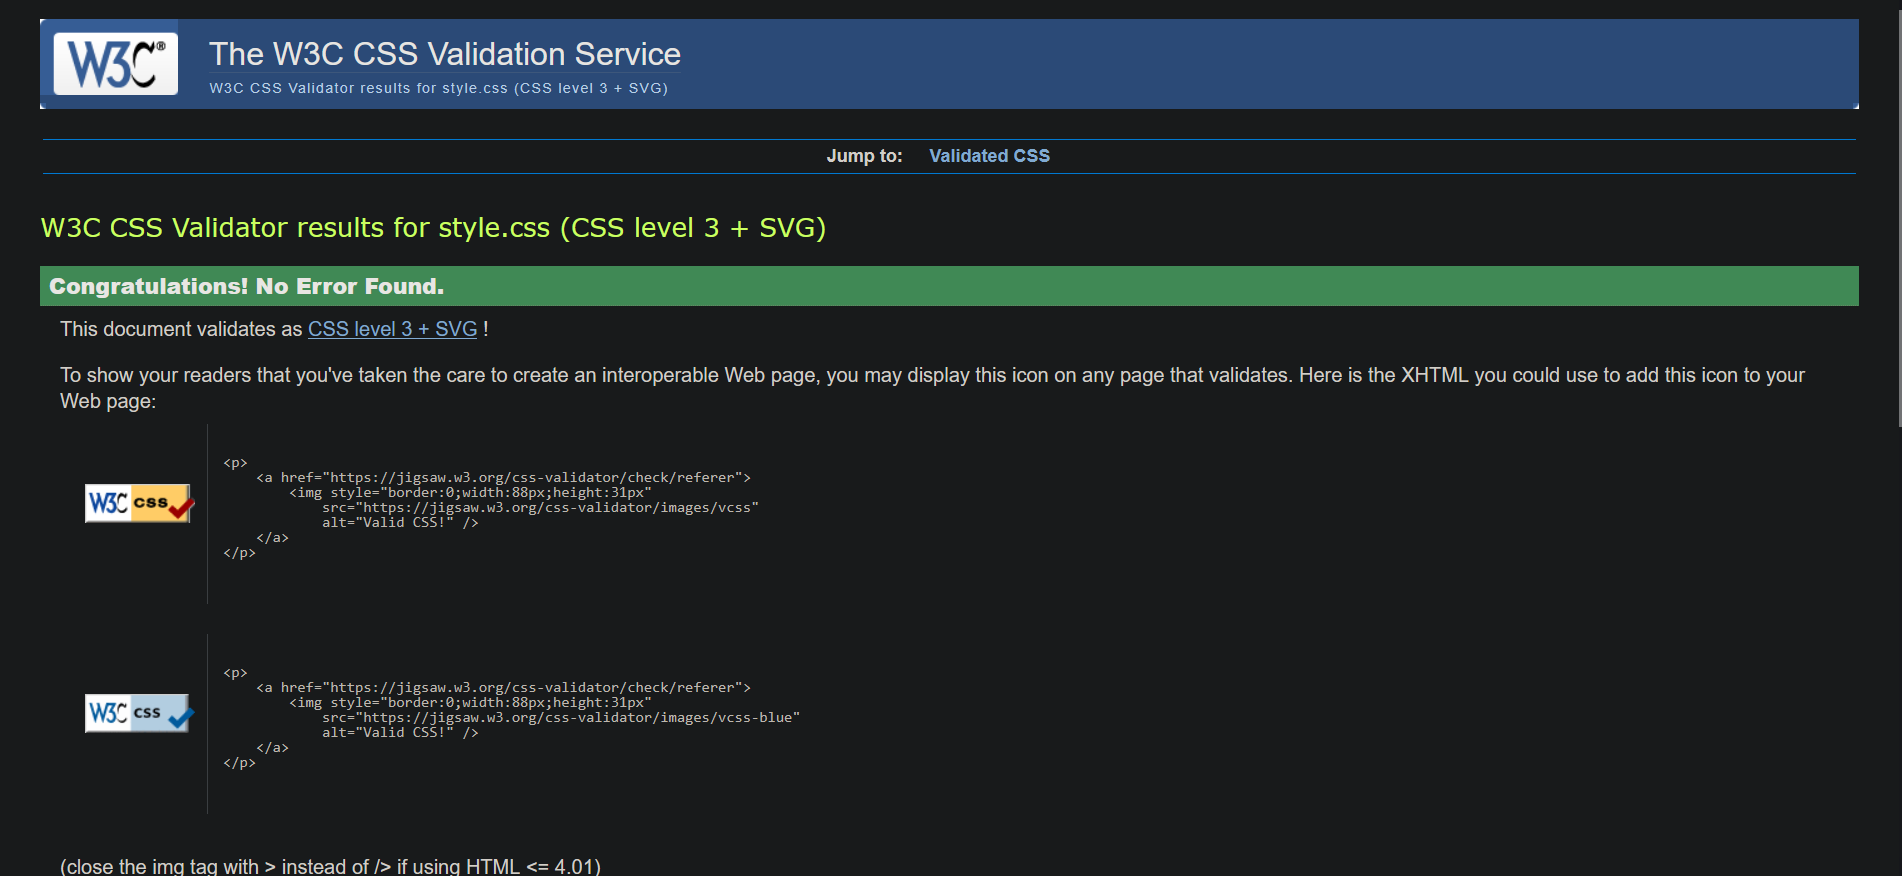 W3C®
The W3C CSS Validation Service
W3C CSS Validator results for style.css (CSS level 3 + SVG)
Jump to: Validated CSS
W3C CSS Validator results for style.css (CSS level 3 + SVG)
Congratulations! No Error Found.
This document validates as CSS level 3 + SVG !
To show your readers that you've taken the care to create an interoperable Web page, you may display this icon on any page that validates. Here is the XHTML you could use to add this icon to your
Web page:
W3C css
<p>
    <a href="https://jigsaw.w3.org/css-validator/check/referer">
        <img style="border:0;width:88px;height:31px"
            src="https://jigsaw.w3.org/css-validator/images/vcss"
            alt="Valid CSS!" />
    </a>
</p>
W3C css
<p>
    <a href="https://jigsaw.w3.org/css-validator/check/referer">
        <img style="border:0;width:88px;height:31px"
            src="https://jigsaw.w3.org/css-validator/images/vcss-blue"
            alt="Valid CSS!" />
    </a>
</p>
(close the img tag with > instead of /> if using HTML <= 4.01)